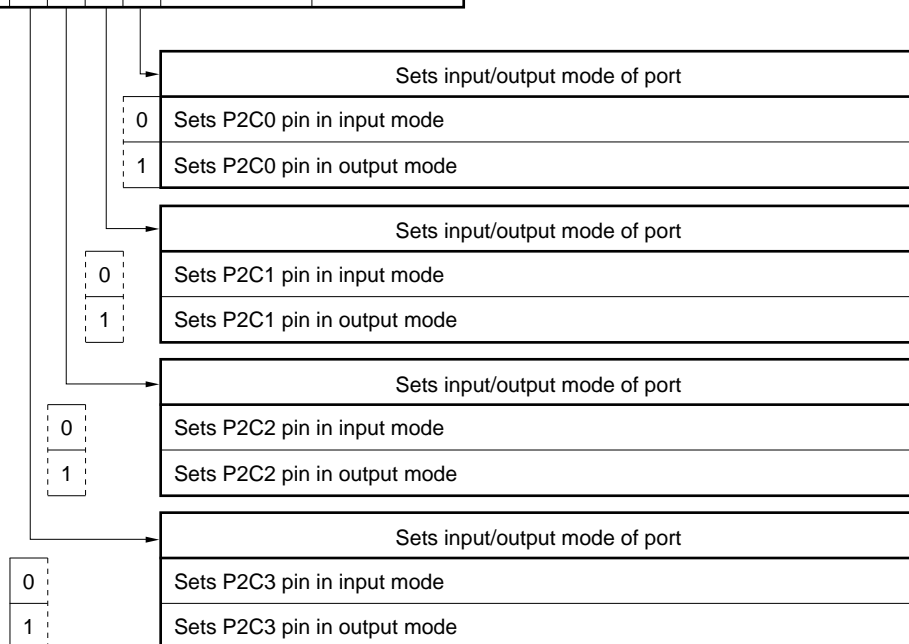 Sets input/output mode of port
0 Sets P2C0 pin in input mode
1 Sets P2C0 pin in output mode
Sets input/output mode of port
0 Sets P2C1 pin in input mode
1 Sets P2C1 pin in output mode
Sets input/output mode of port
0 Sets P2C2 pin in input mode
1 Sets P2C2 pin in output mode
Sets input/output mode of port
0 Sets P2C3 pin in input mode
1 Sets P2C3 pin in output mode